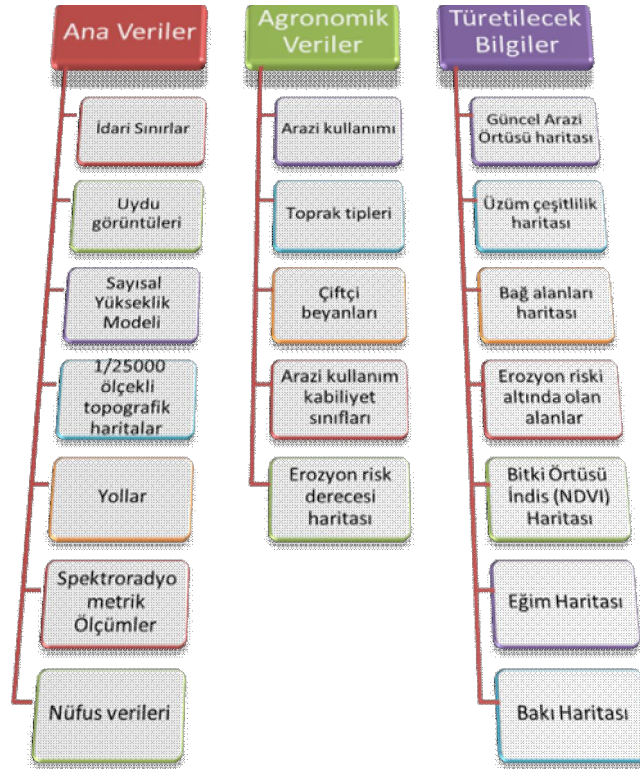 Ana Veriler
İdari Sınırlar
Uydu
görüntüleri
Sayısal
Yükseklik
Modeli
1/25000
ölçekli
topografik
haritalar
Yollar
Spektroradyo
metrik
Ölçümler
Nüfus verileri
Agronomik
Veriler
Arazi kullanımı
Toprak tipleri
Çiftçi
beyanları
Arazi kullanım
kabiliyet
sınıfları
Erozyon risk
derecesi
haritası
Türetilecek
Bilgiler
Güncel Arazi
Örtüsü haritası
Üzüm çeşitlilik
haritası
Bağ alanları
haritası
Erozyon riski
altında olan
alanlar
Bitki Örtüsü
İndis (NDVI)
Haritası
Eğim Haritası
Bakı Haritası